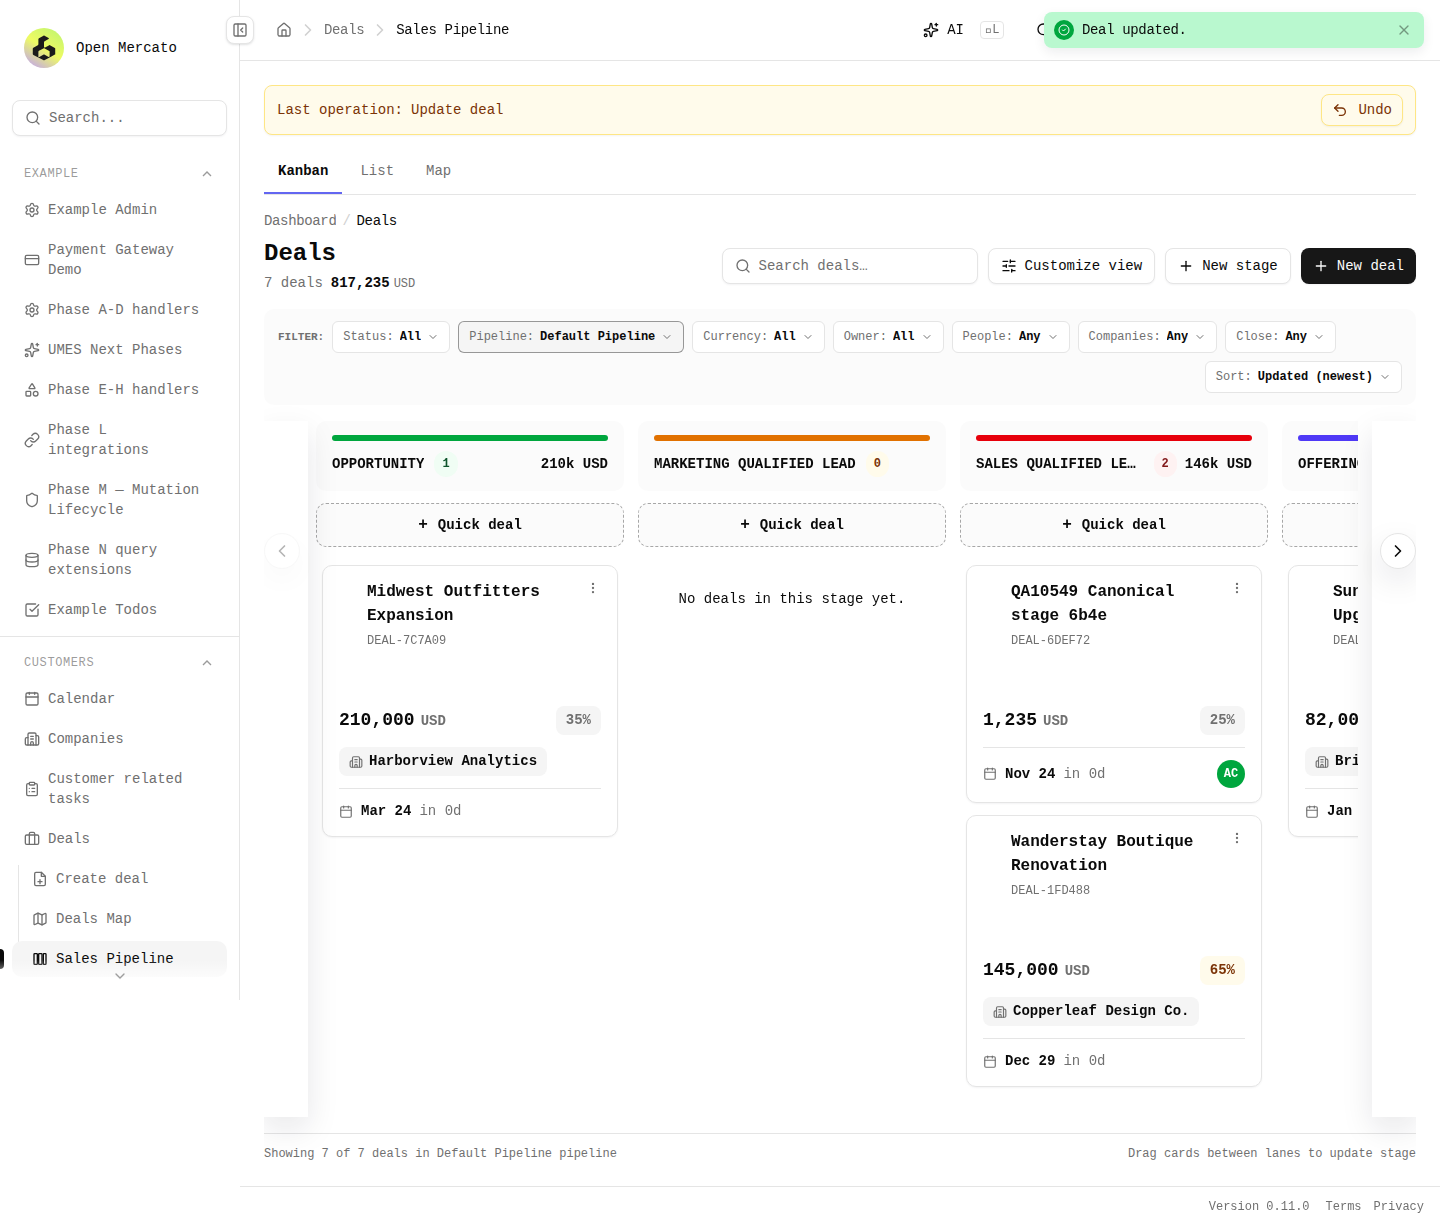 Open Mercato
Search...
EXAMPLE
Example Admin
Payment Gateway
Demo
Phase A-D handlers
UMES Next Phases
Phase E-H handlers
Phase L
integrations
Phase M — Mutation
Lifecycle
Phase N query
extensions
Example Todos
CUSTOMERS
Calendar
Companies
Customer related
tasks
Deals
Create deal
Deals Map
Sales Pipeline
Deals
Sales Pipeline
AI
L
Deal updated.
Last operation: Update deal
Undo
Kanban
List
Map
Dashboard / Deals
Deals
7 deals 817,235 USD
Search deals…
Customize view
+ New stage
+ New deal
FILTER:
Status: All
Pipeline: Default Pipeline
Currency: All
Owner: All
People: Any
Companies: Any
Close: Any
Sort: Updated (newest)
OPPORTUNITY 1 210k USD
+ Quick deal
Midwest Outfitters
Expansion
DEAL-7C7A09
210,000 USD
35%
Harborview Analytics
Mar 24 in 0d
MARKETING QUALIFIED LEAD 0
+ Quick deal
No deals in this stage yet.
SALES QUALIFIED LE… 2 146k USD
+ Quick deal
QA10549 Canonical
stage 6b4e
DEAL-6DEF72
1,235 USD
25%
Nov 24 in 0d
AC
Wanderstay Boutique
Renovation
DEAL-1FD488
145,000 USD
65%
Copperleaf Design Co.
Dec 29 in 0d
OFFERING
Sun
Upg
DEAL
82,00
Bri
Jan
Showing 7 of 7 deals in Default Pipeline pipeline
Drag cards between lanes to update stage
Version 0.11.0
Terms
Privacy